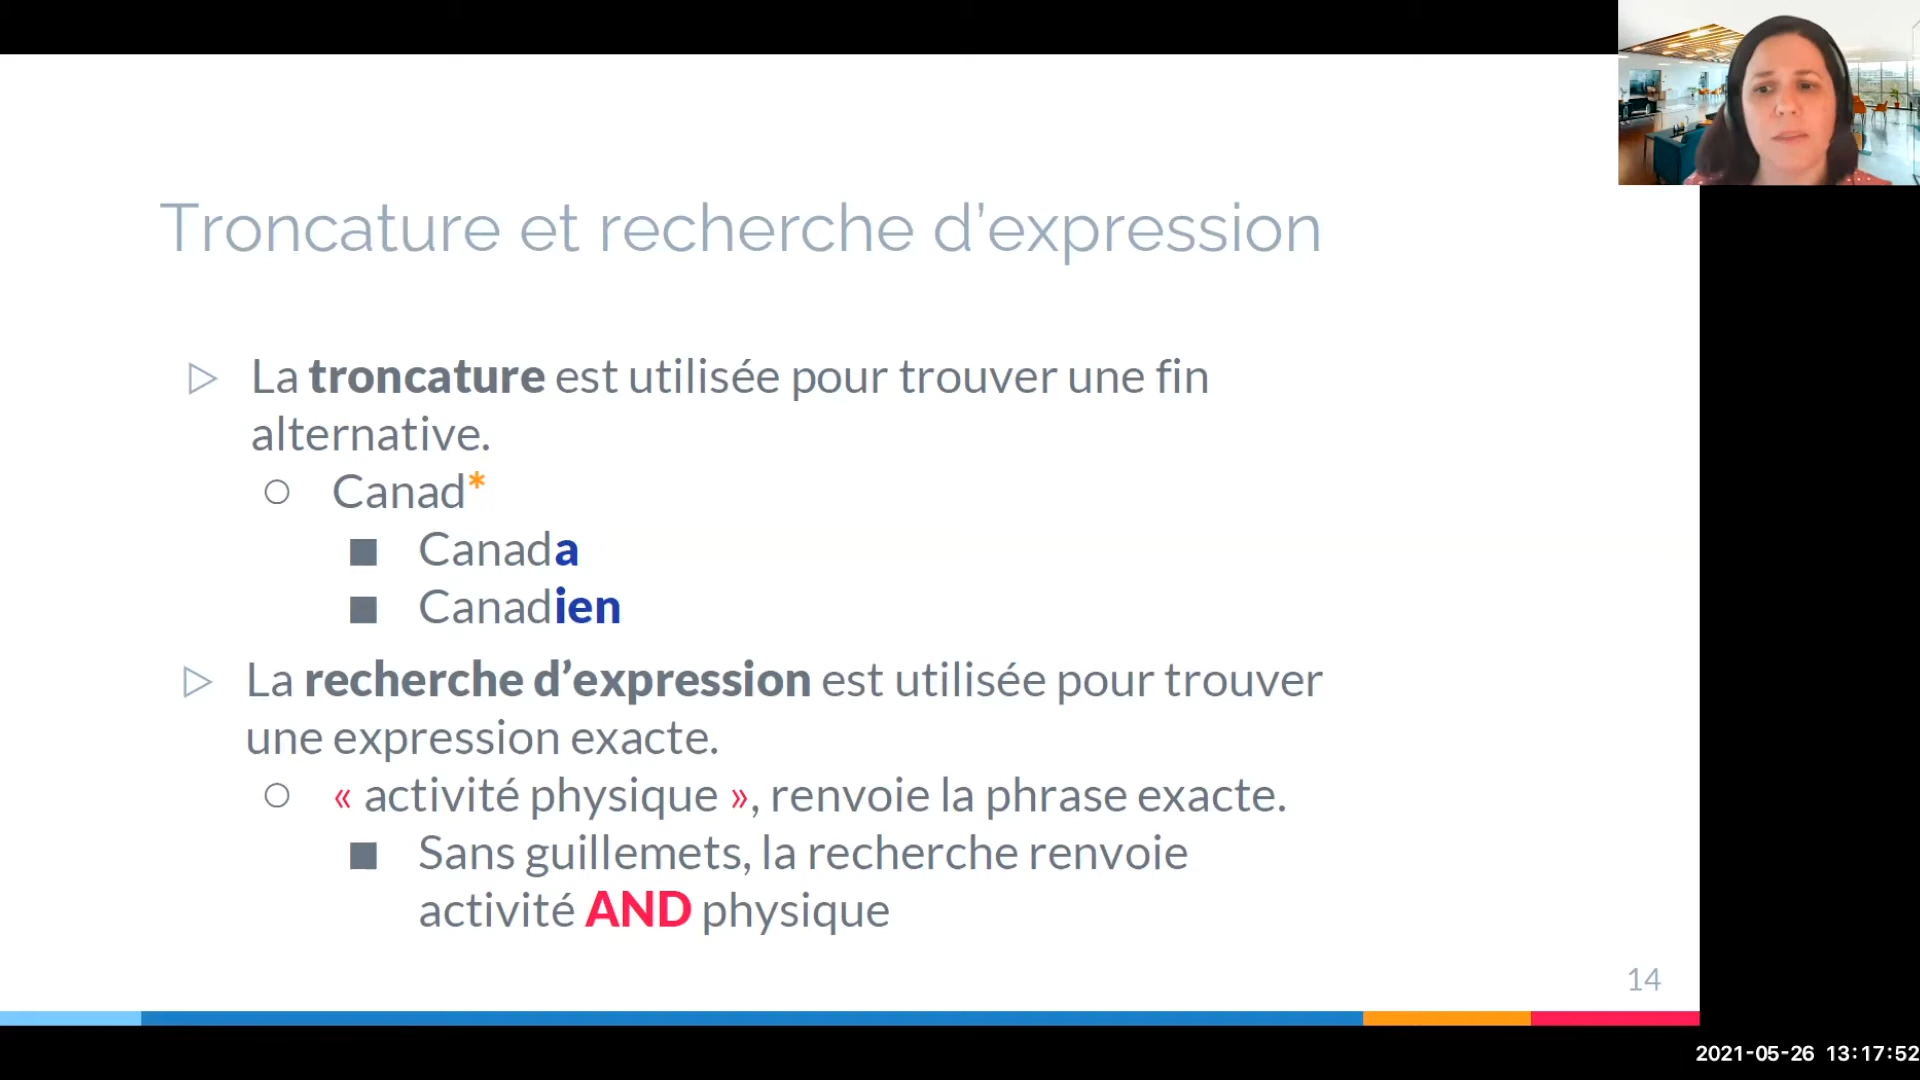 Troncature et recherche d’expression
▷ La troncature est utilisée pour trouver une fin
alternative.
○ Canad*
■ Canada
■ Canadien
▷ La recherche d’expression est utilisée pour trouver
une expression exacte.
○ « activité physique », renvoie la phrase exacte.
■ Sans guillemets, la recherche renvoie
activité AND physique
14
2021-05-26 13:17:52